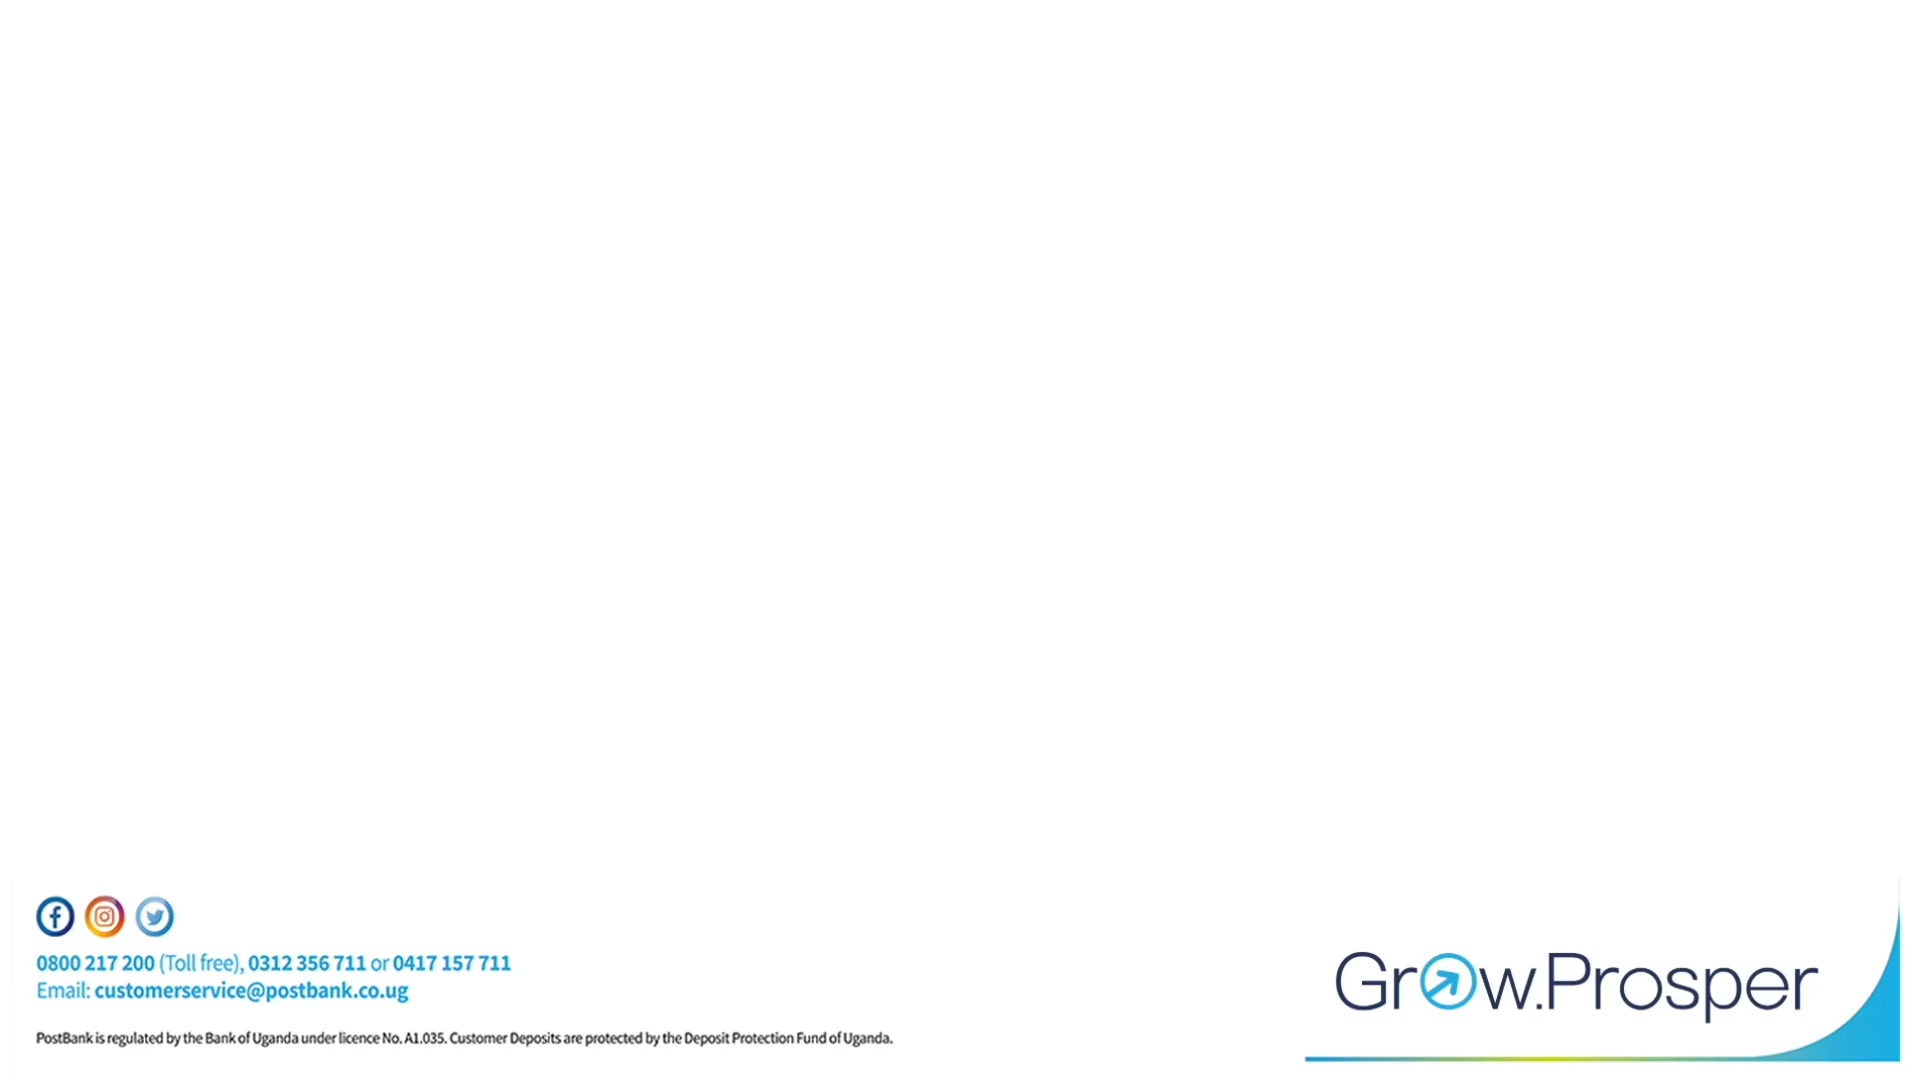 0800 217 200 (Toll free), 0312 356 711 or 0417 157 711
Email: customerservice@postbank.co.ug
PostBank is regulated by the Bank of Uganda under licence No. A1.035. Customer Deposits are protected by the Deposit Protection Fund of Uganda.
Grow.Prosper